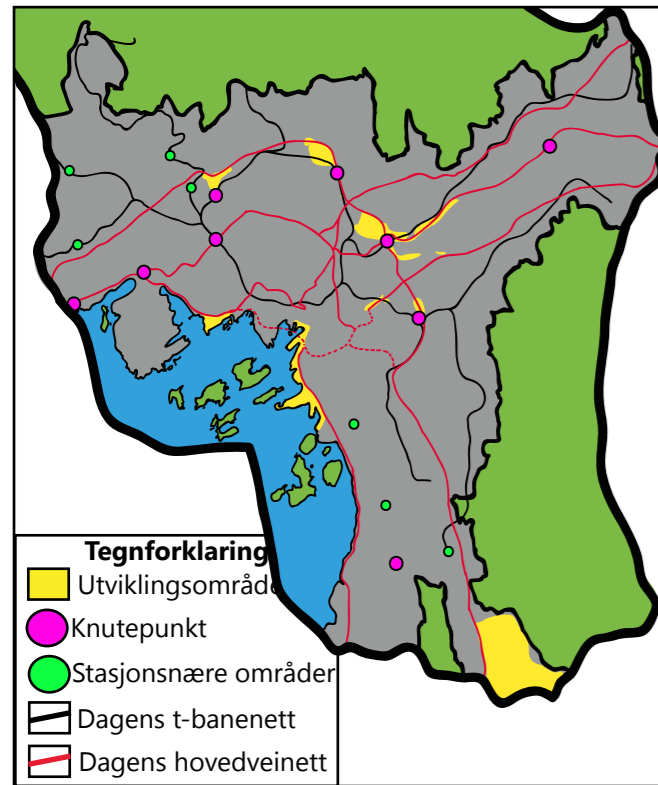 Tegnforklaring
Utviklingsområde
Knutepunkt
Stasjonsnære områder
Dagens t-banenett
Dagens hovedveinett